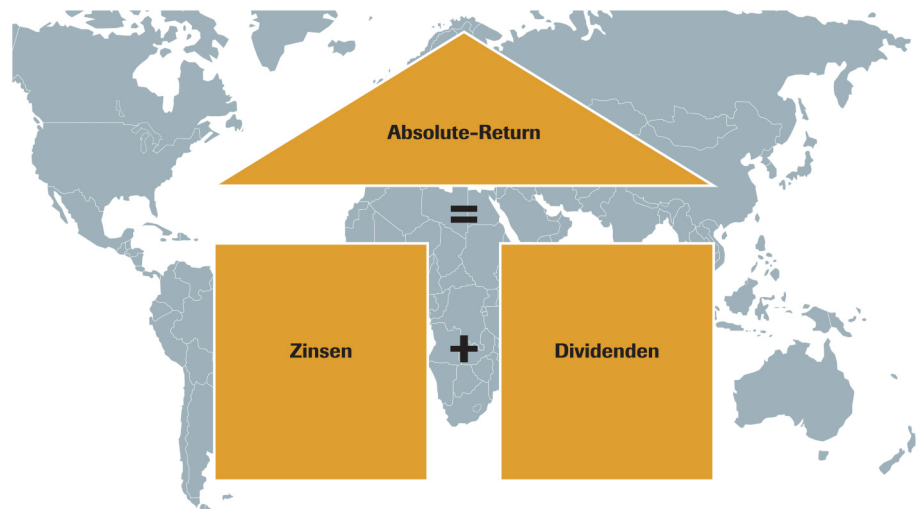 Absolute-Return
=
Zinsen
+
Dividenden